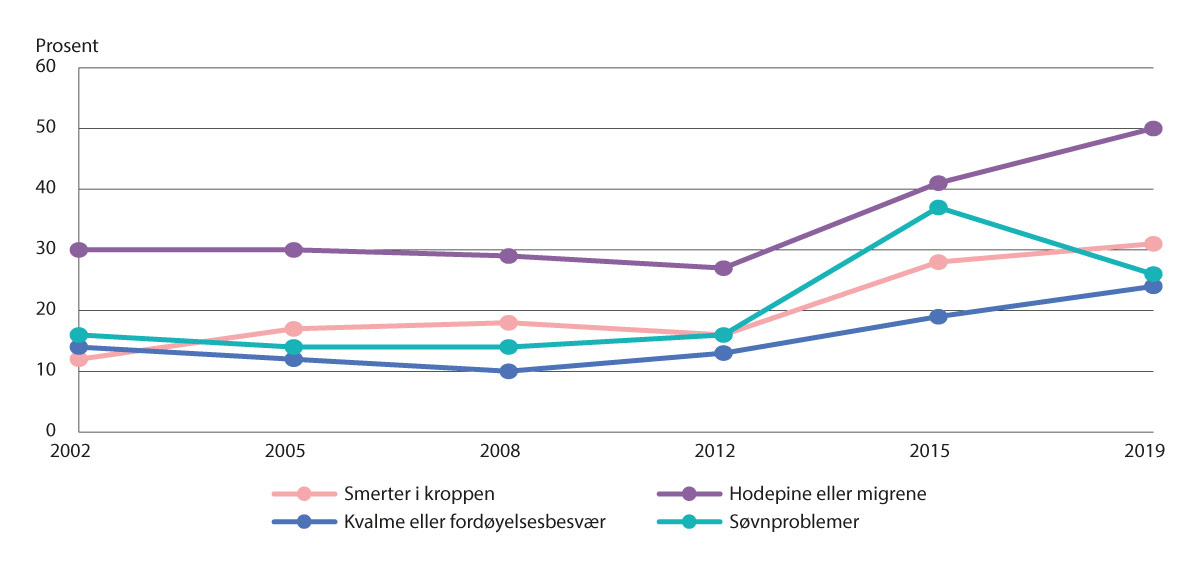 Prosent
60
50
40
30
20
10
0
2002 2005 2008 2012 2015 2019
Smerter i kroppen Hodepine eller migrene
Kvalme eller fordøyelsesbesvær Søvnproblemer